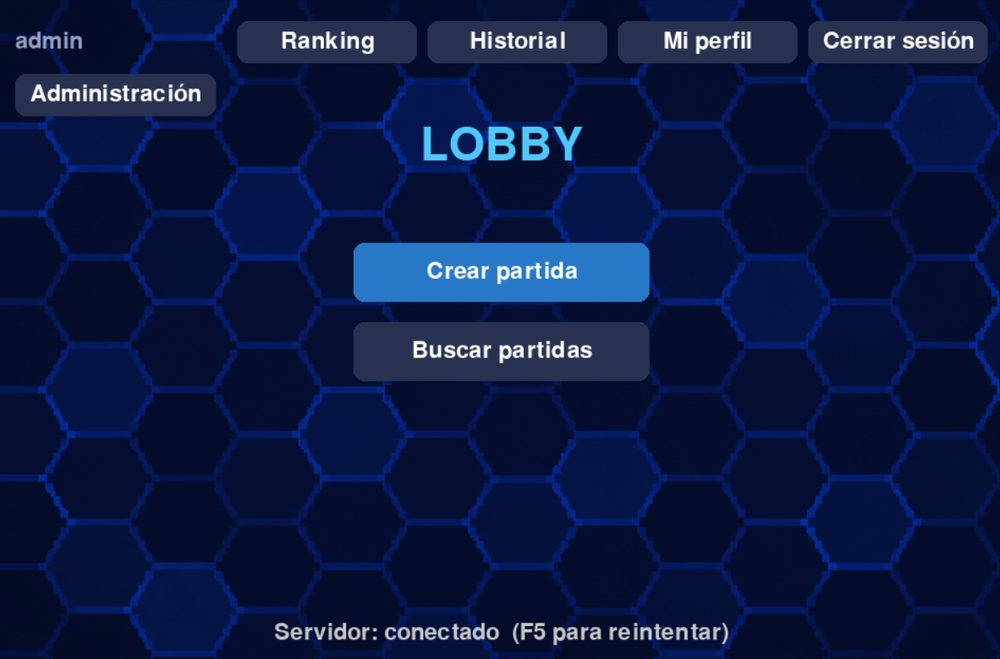 admin
Ranking
Historial
Mi perfil
Cerrar sesión
Administración
LOBBY
Crear partida
Buscar partidas
Servidor: conectado (F5 para reintentar)